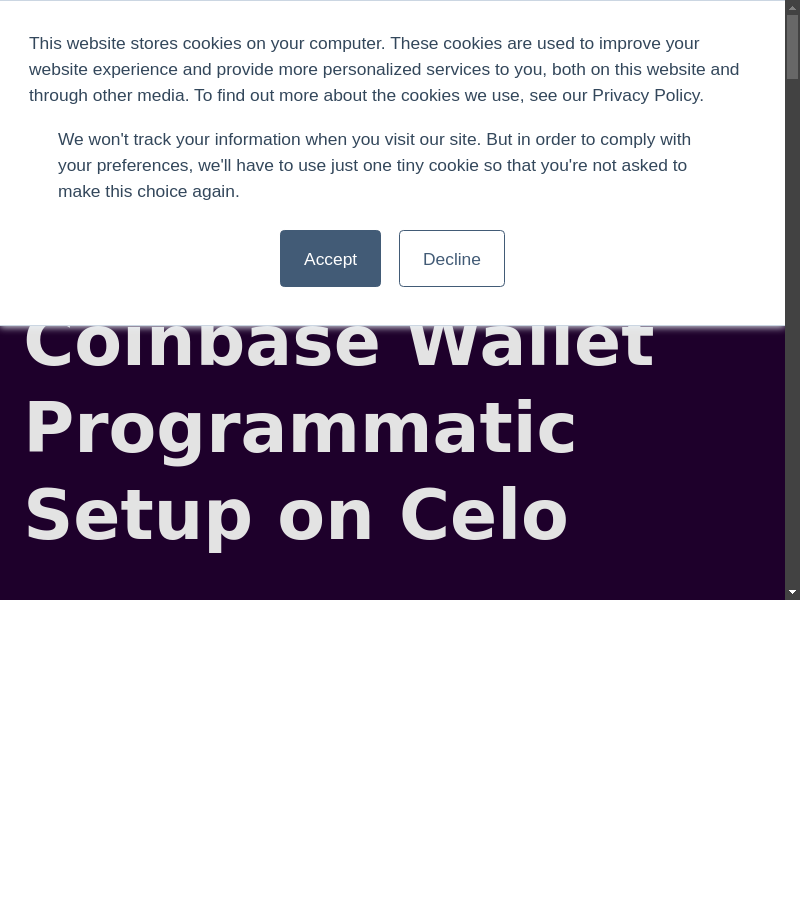 This website stores cookies on your computer. These cookies are used to improve your
website experience and provide more personalized services to you, both on this website and
through other media. To find out more about the cookies we use, see our Privacy Policy.
We won't track your information when you visit our site. But in order to comply with
your preferences, we'll have to use just one tiny cookie so that you're not asked to
make this choice again.
Accept Decline
Coinbase Wallet
Programmatic
Setup on Celo